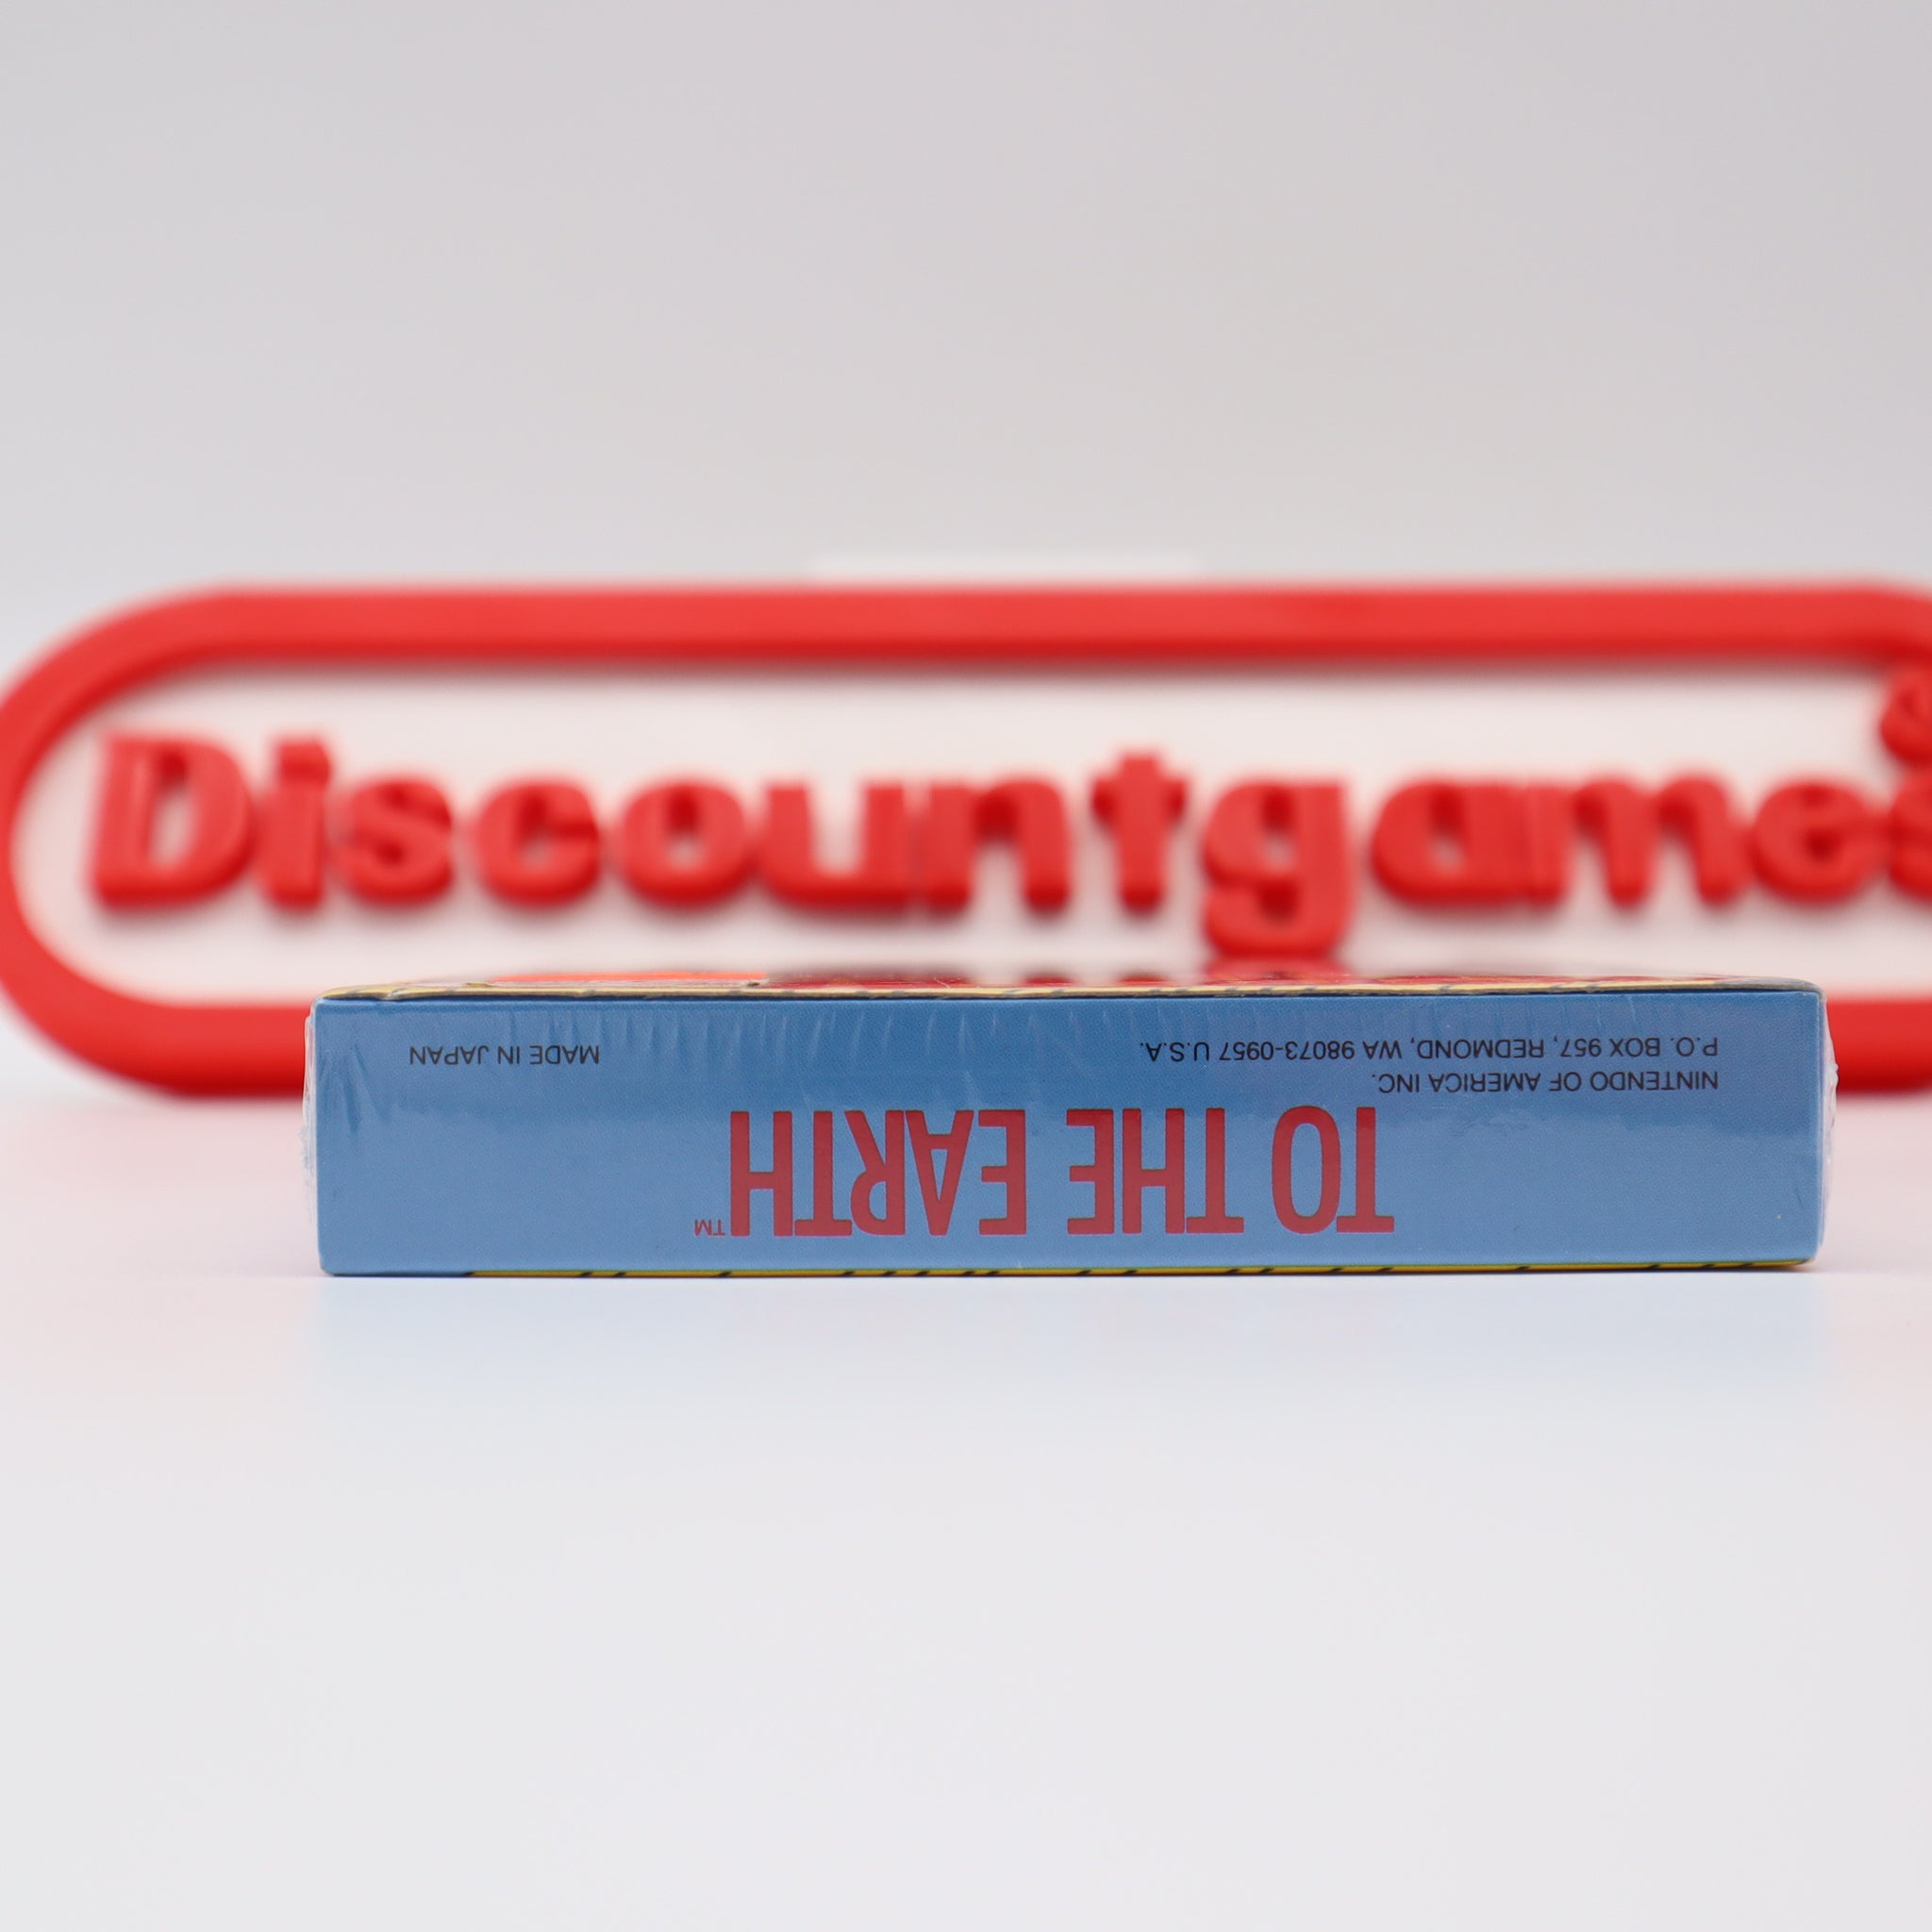 Discountgames
TO THE EARTH™
NINTENDO OF AMERICA INC.
P.O. BOX 957, REDMOND, WA 98073-0957 U.S.A.
MADE IN JAPAN